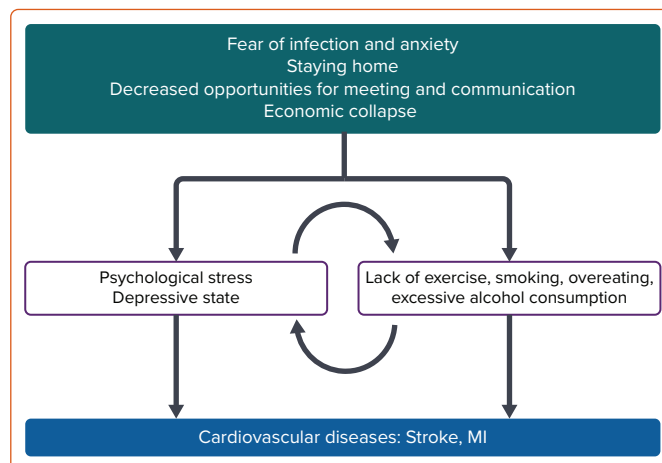 Fear of infection and anxiety
Staying home
Decreased opportunities for meeting and communication
Economic collapse
Psychological stress
Depressive state
Lack of exercise, smoking, overeating,
excessive alcohol consumption
Cardiovascular diseases: Stroke, MI